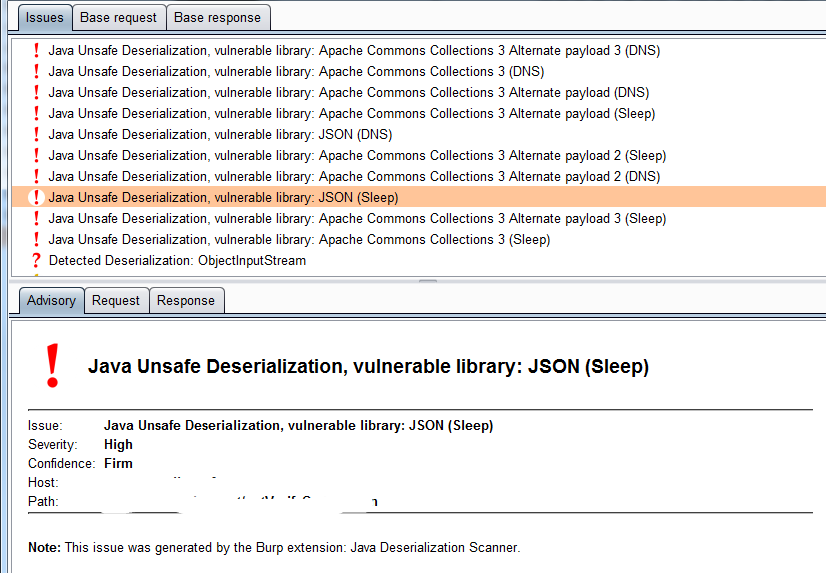 Issues Base request Base response
Java Unsafe Deserialization, vulnerable library: Apache Commons Collections 3 Alternate payload 3 (DNS)
Java Unsafe Deserialization, vulnerable library: Apache Commons Collections 3 (DNS)
Java Unsafe Deserialization, vulnerable library: Apache Commons Collections 3 Alternate payload (DNS)
Java Unsafe Deserialization, vulnerable library: Apache Commons Collections 3 Alternate payload (Sleep)
Java Unsafe Deserialization, vulnerable library: JSON (DNS)
Java Unsafe Deserialization, vulnerable library: Apache Commons Collections 3 Alternate payload 2 (Sleep)
Java Unsafe Deserialization, vulnerable library: Apache Commons Collections 3 Alternate payload 2 (DNS)
Java Unsafe Deserialization, vulnerable library: JSON (Sleep)
Java Unsafe Deserialization, vulnerable library: Apache Commons Collections 3 Alternate payload 3 (Sleep)
Java Unsafe Deserialization, vulnerable library: Apache Commons Collections 3 (Sleep)
Detected Deserialization: ObjectInputStream
Advisory Request Response
Java Unsafe Deserialization, vulnerable library: JSON (Sleep)
Issue: Java Unsafe Deserialization, vulnerable library: JSON (Sleep)
Severity: High
Confidence: Firm
Host:
Path:
Note: This issue was generated by the Burp extension: Java Deserialization Scanner.